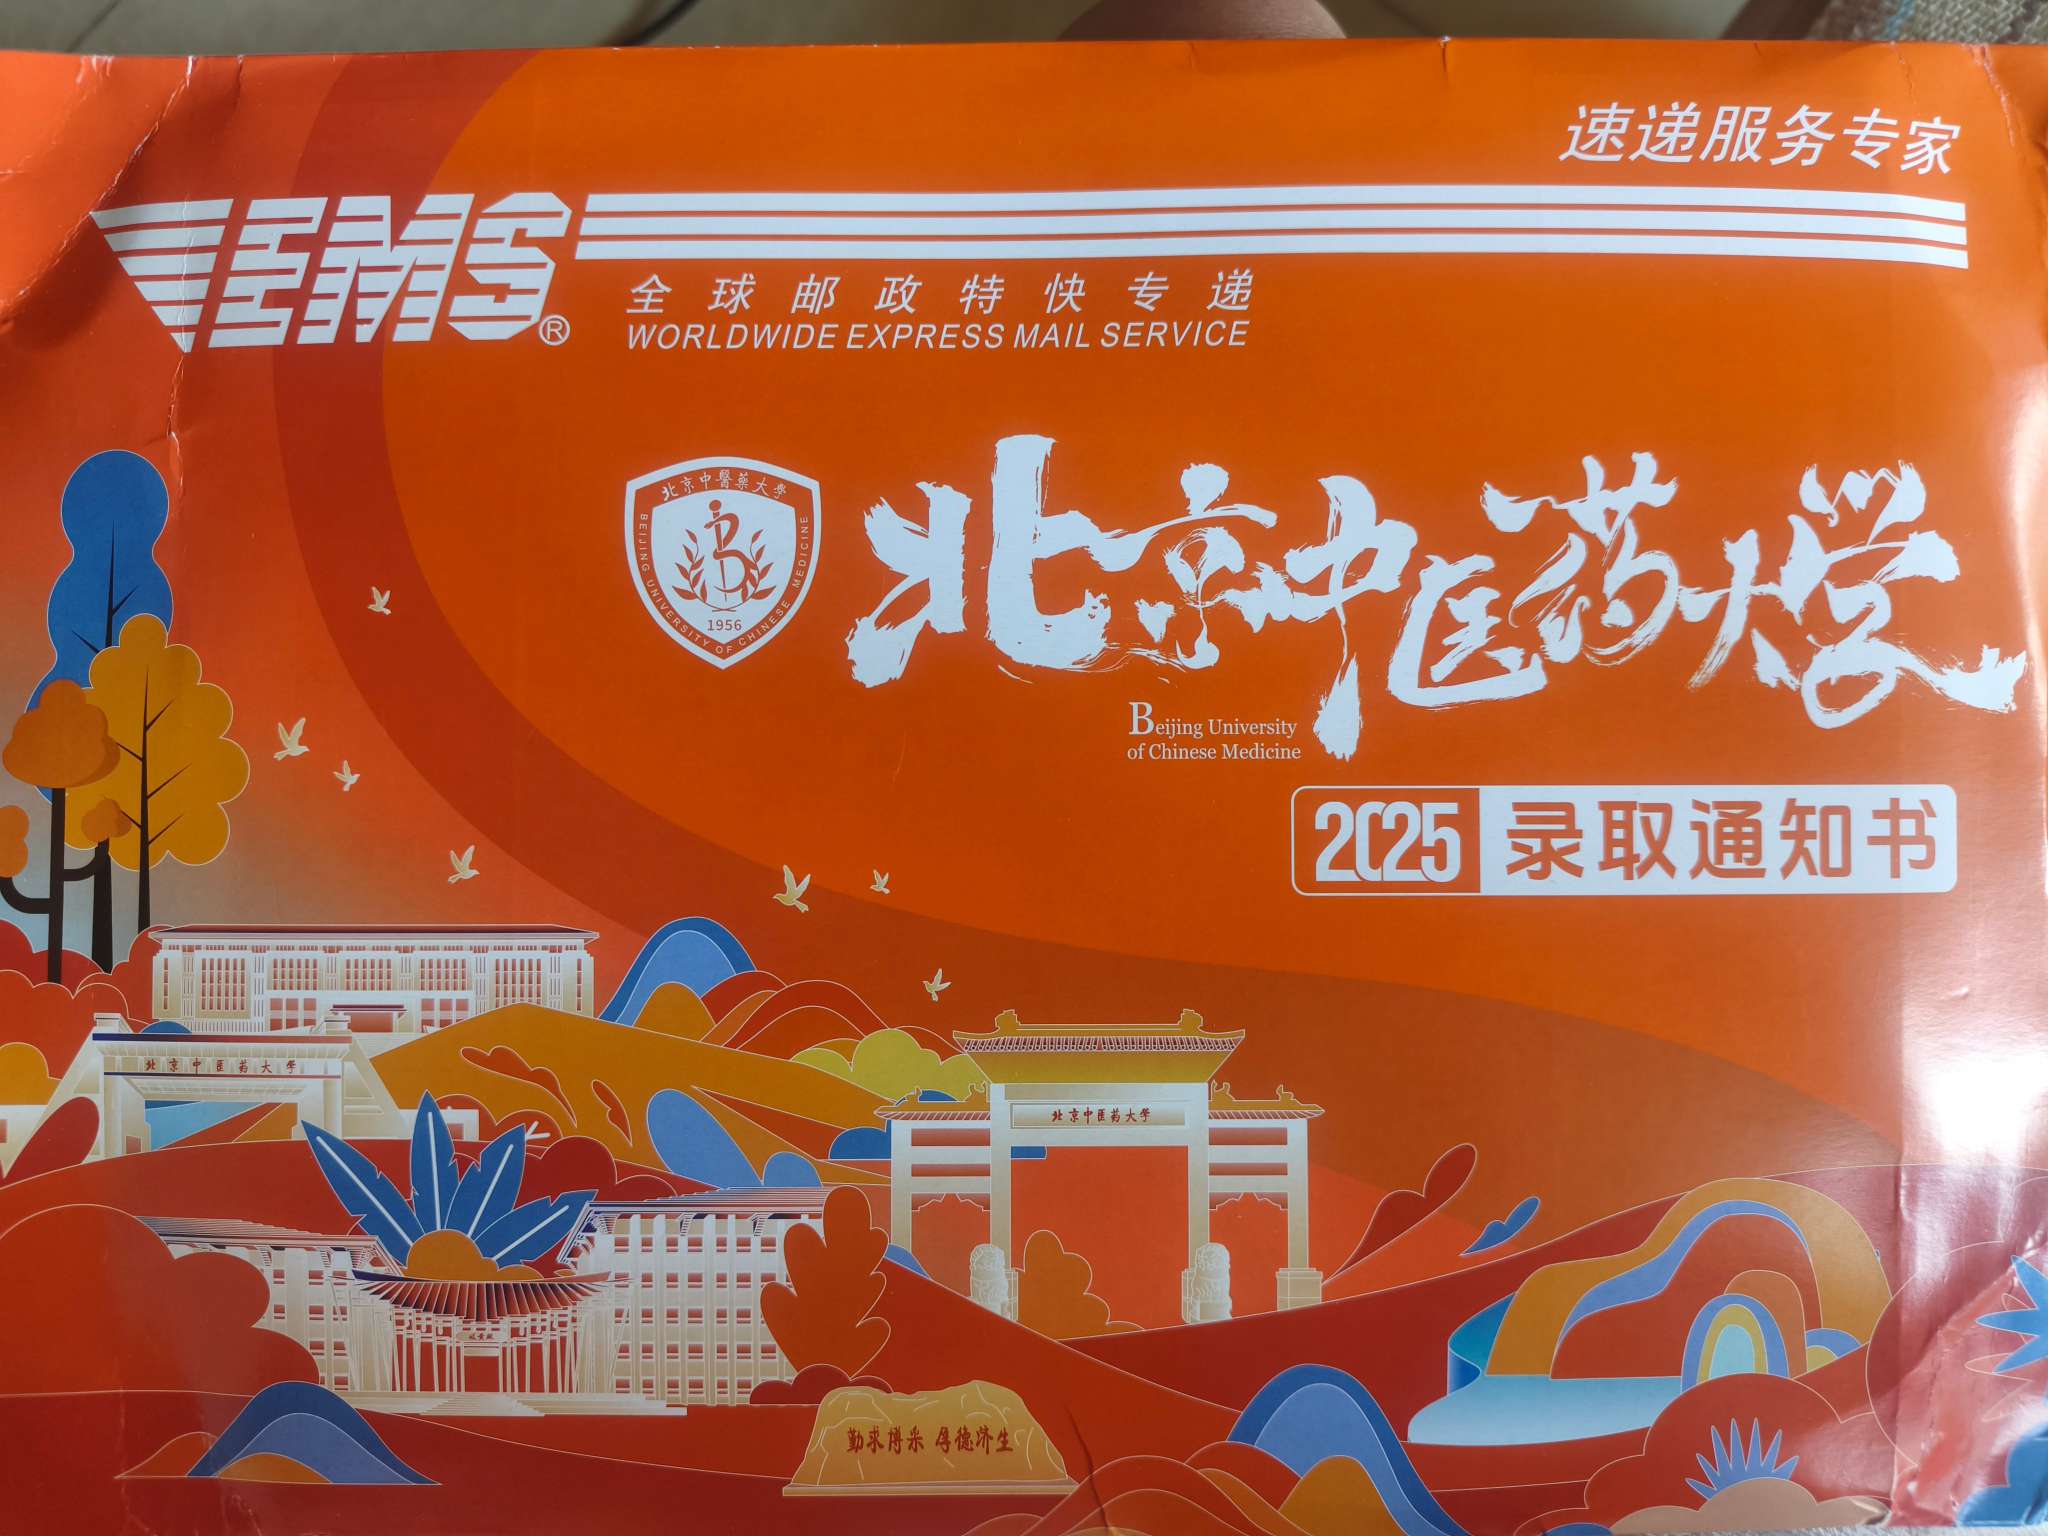 速递服务专家
EMS®
全球邮政特快专递
WORLDWIDE EXPRESS MAIL SERVICE
北京中醫藥大學
BEIJING UNIVERSITY OF CHINESE MEDICINE
1956
北京中医药大学
Beijing University
of Chinese Medicine
2025 录取通知书
北京中医药大学
北京中医药大学
勤求博采 厚德济生